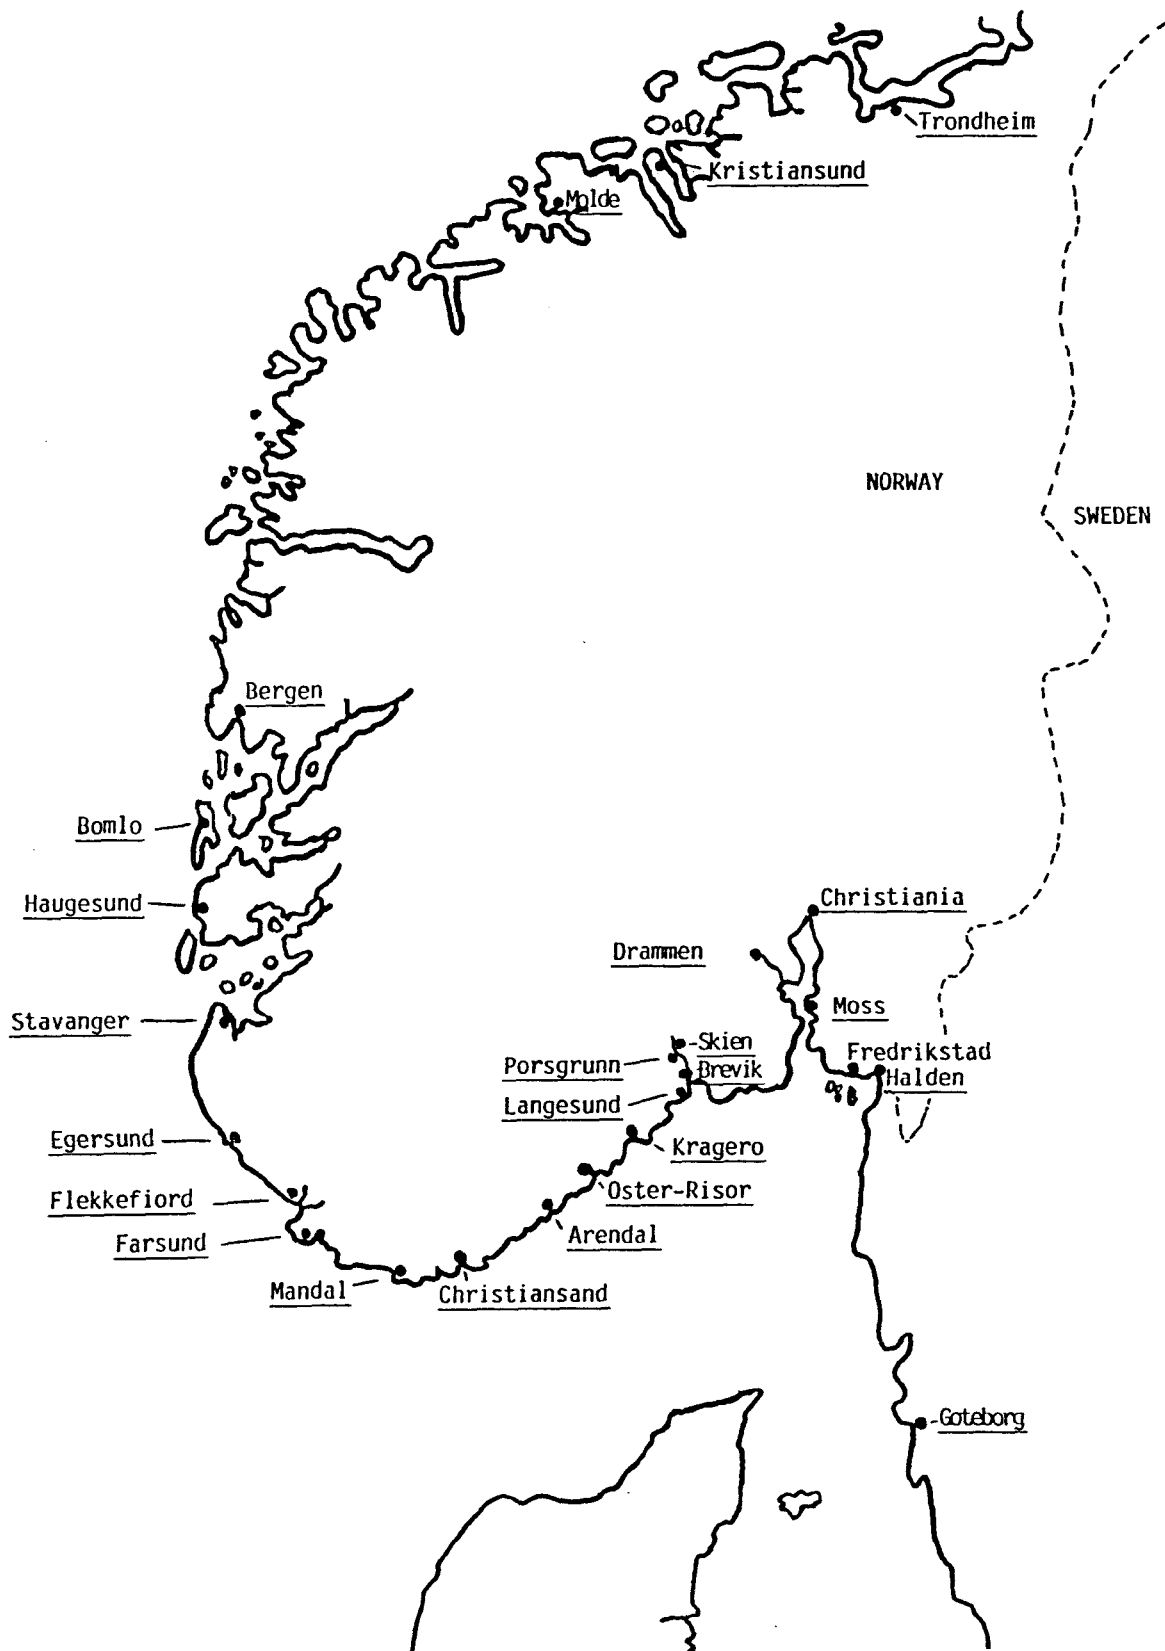 Trondheim
Kristiansund
Molde
NORWAY
SWEDEN
Bergen
Bomlo
Haugesund
Christiania
Drammen
Moss
Stavanger
Skien
Fredrikstad
Porsgrunn
Brevik
Halden
Langesund
Egersund
Kragero
Flekkefiord
Oster-Risor
Farsund
Arendal
Mandal
Christiansand
Goteborg